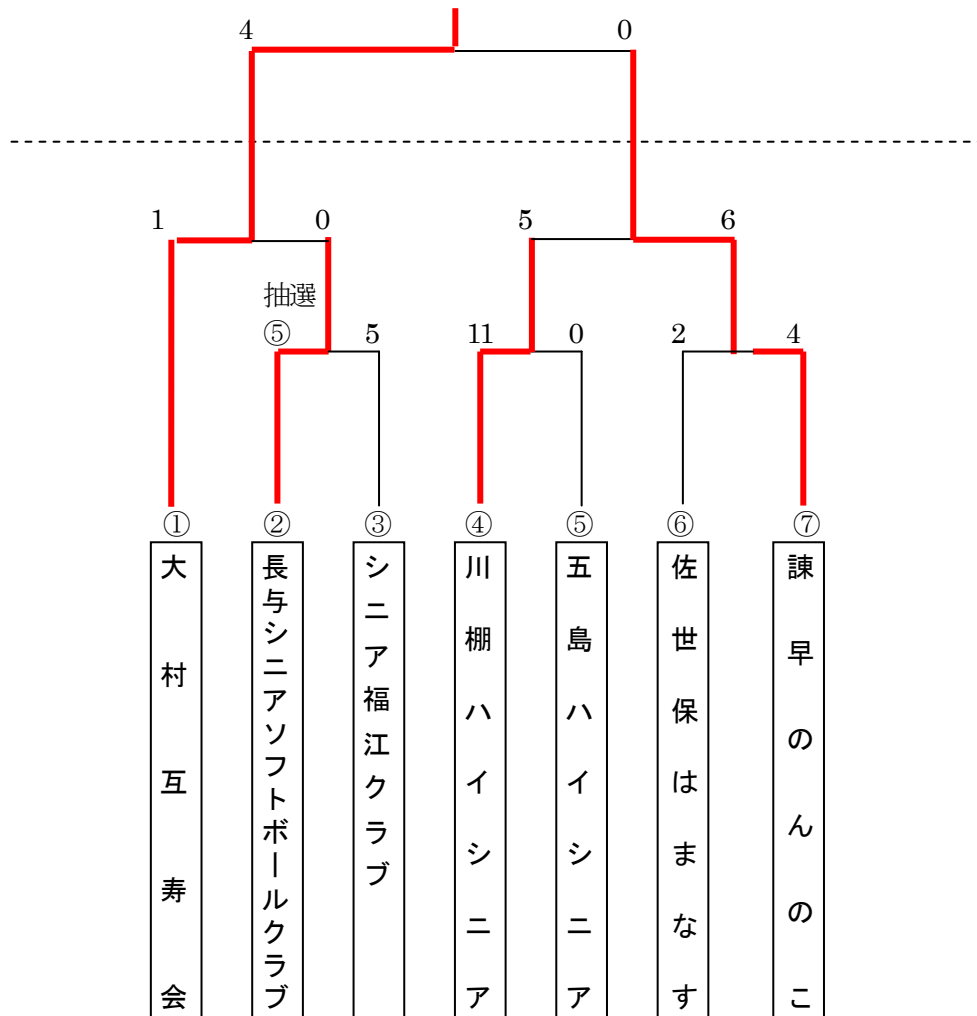 4 0
1 0 5 6
抽選
⑤ 5 11 0 2 4
① ② ③ ④ ⑤ ⑥ ⑦
大村互寿会
長与シニアソフトボールクラブ
シニア福江クラブ
川棚ハイシニア
五島ハイシニア
佐世保はまなす
諫早のんのこ